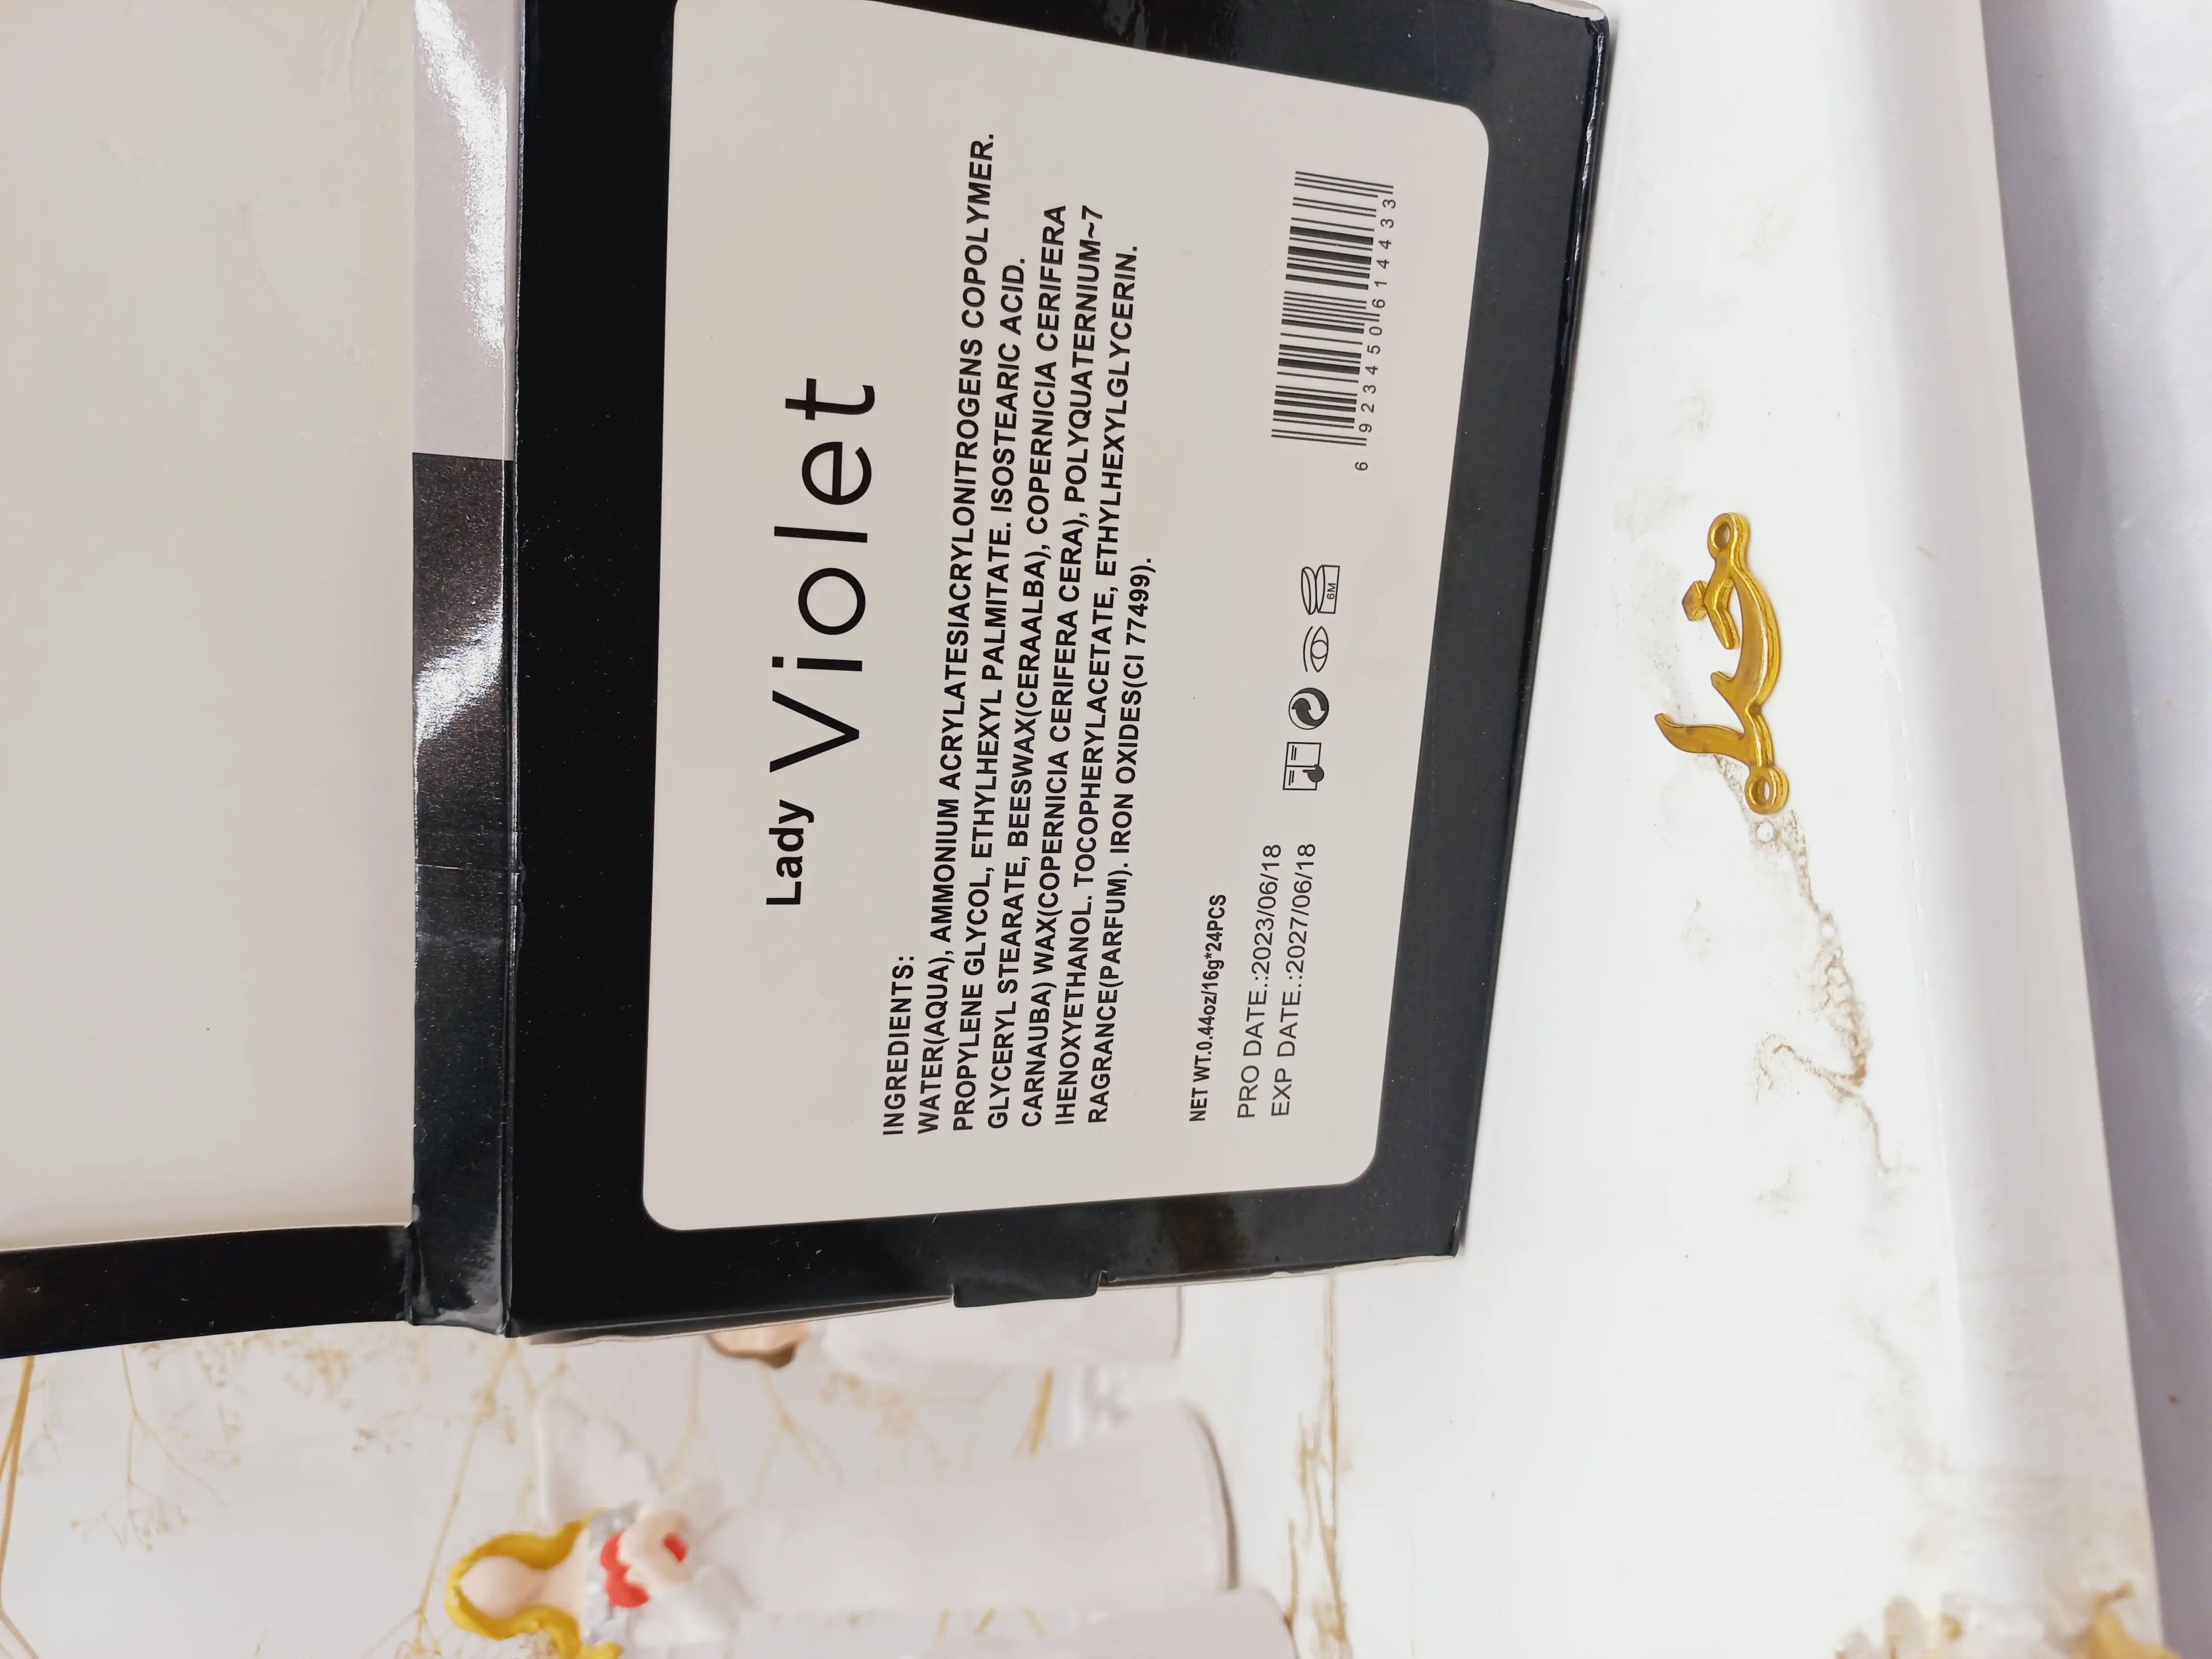 Lady Violet
INGREDIENTS:
WATER(AQUA), AMMONIUM ACRYLATESIACRYLONITROGENS COPOLYMER.
PROPYLENE GLYCOL, ETHYLHEXYL PALMITATE. ISOSTEARIC ACID.
GLYCERYL STEARATE, BEESWAX(CERAALBA), COPERNICIA CERIFERA
CARNAUBA) WAX(COPERNICIA CERIFERA CERA), POLYQUATERNIUM~7
IHENOXYETHANOL. TOCOPHERYLACETATE, ETHYLHEXYLGLYCERIN.
RAGRANCE(PARFUM). IRON OXIDES(CI 77499).
NET WT.0.44oz/16g*24PCS
PRO DATE.:2023/06/18
EXP DATE.:2027/06/18
6M
6 923450 614433